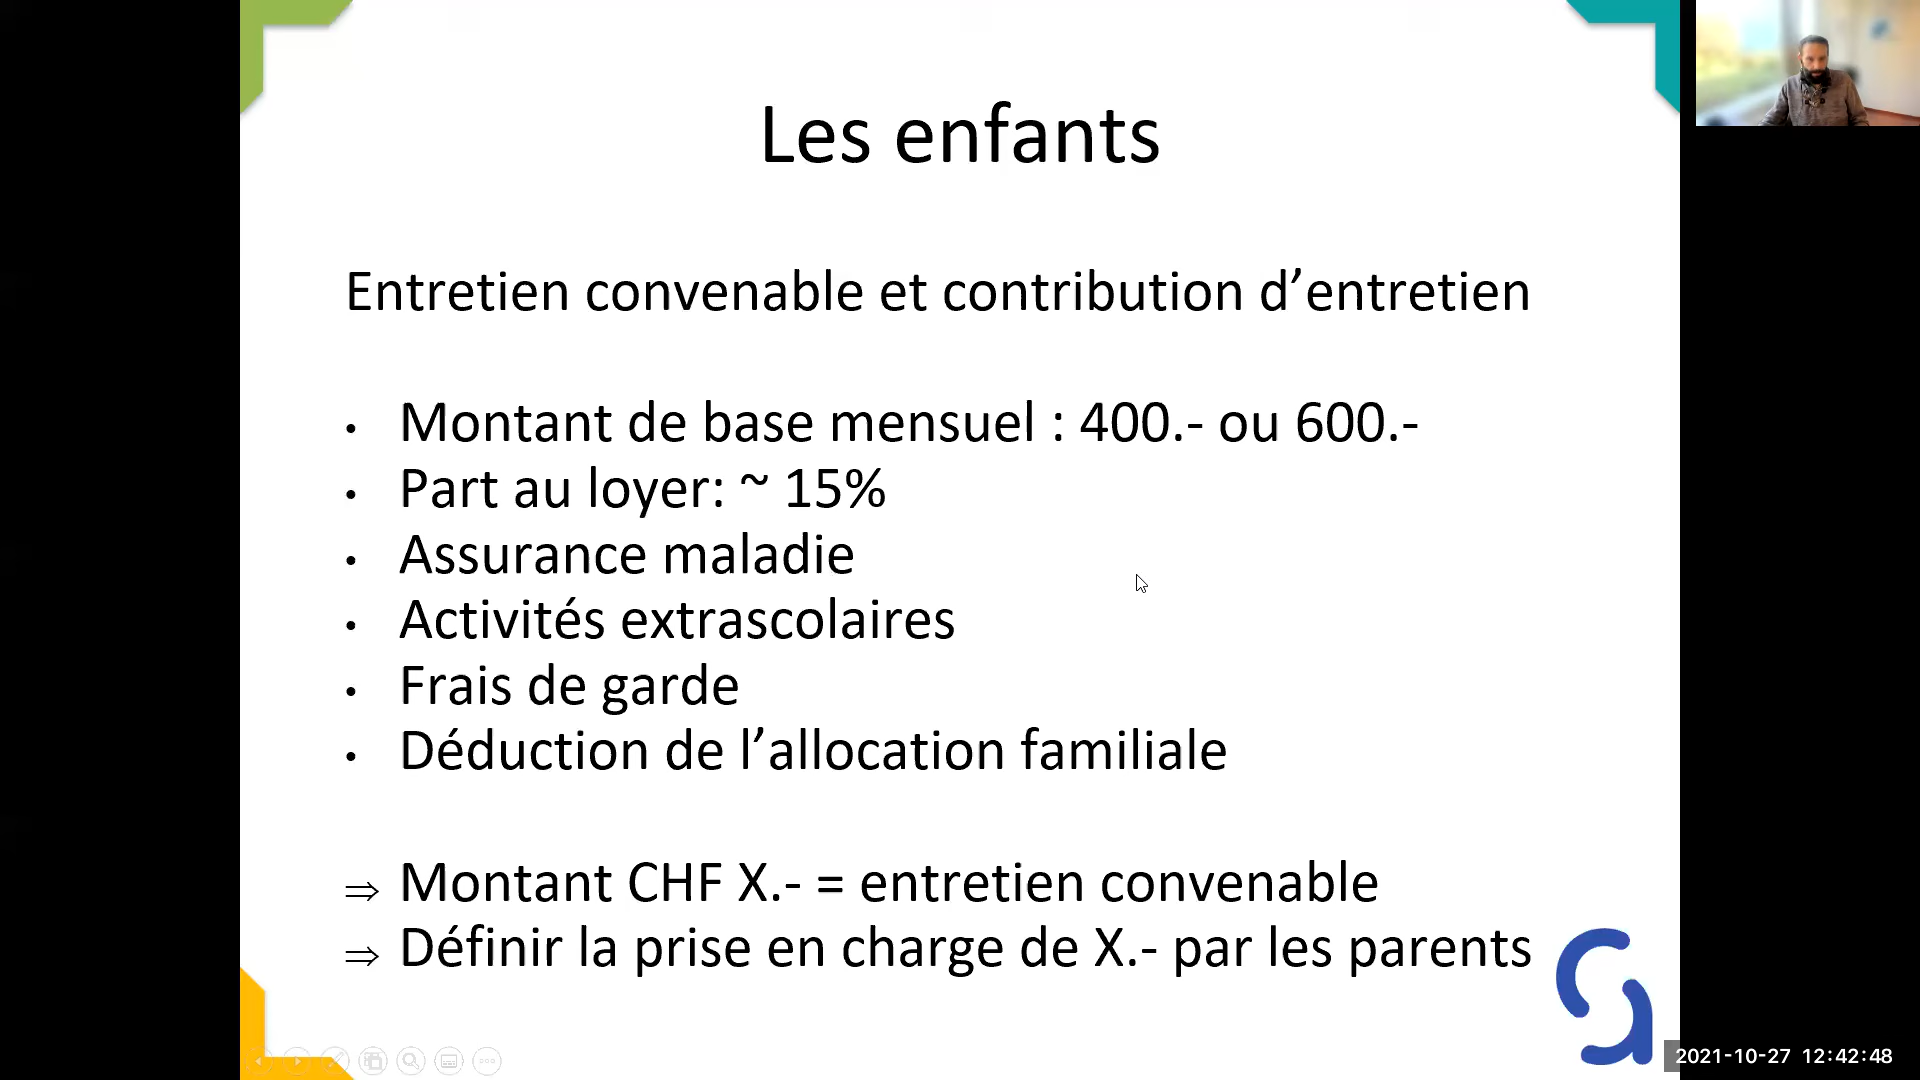 Les enfants
Entretien convenable et contribution d’entretien
• Montant de base mensuel : 400.- ou 600.-
• Part au loyer: ~ 15%
• Assurance maladie
• Activités extrascolaires
• Frais de garde
• Déduction de l’allocation familiale
⇒ Montant CHF X.- = entretien convenable
⇒ Définir la prise en charge de X.- par les parents
2021-10-27 12:42:48